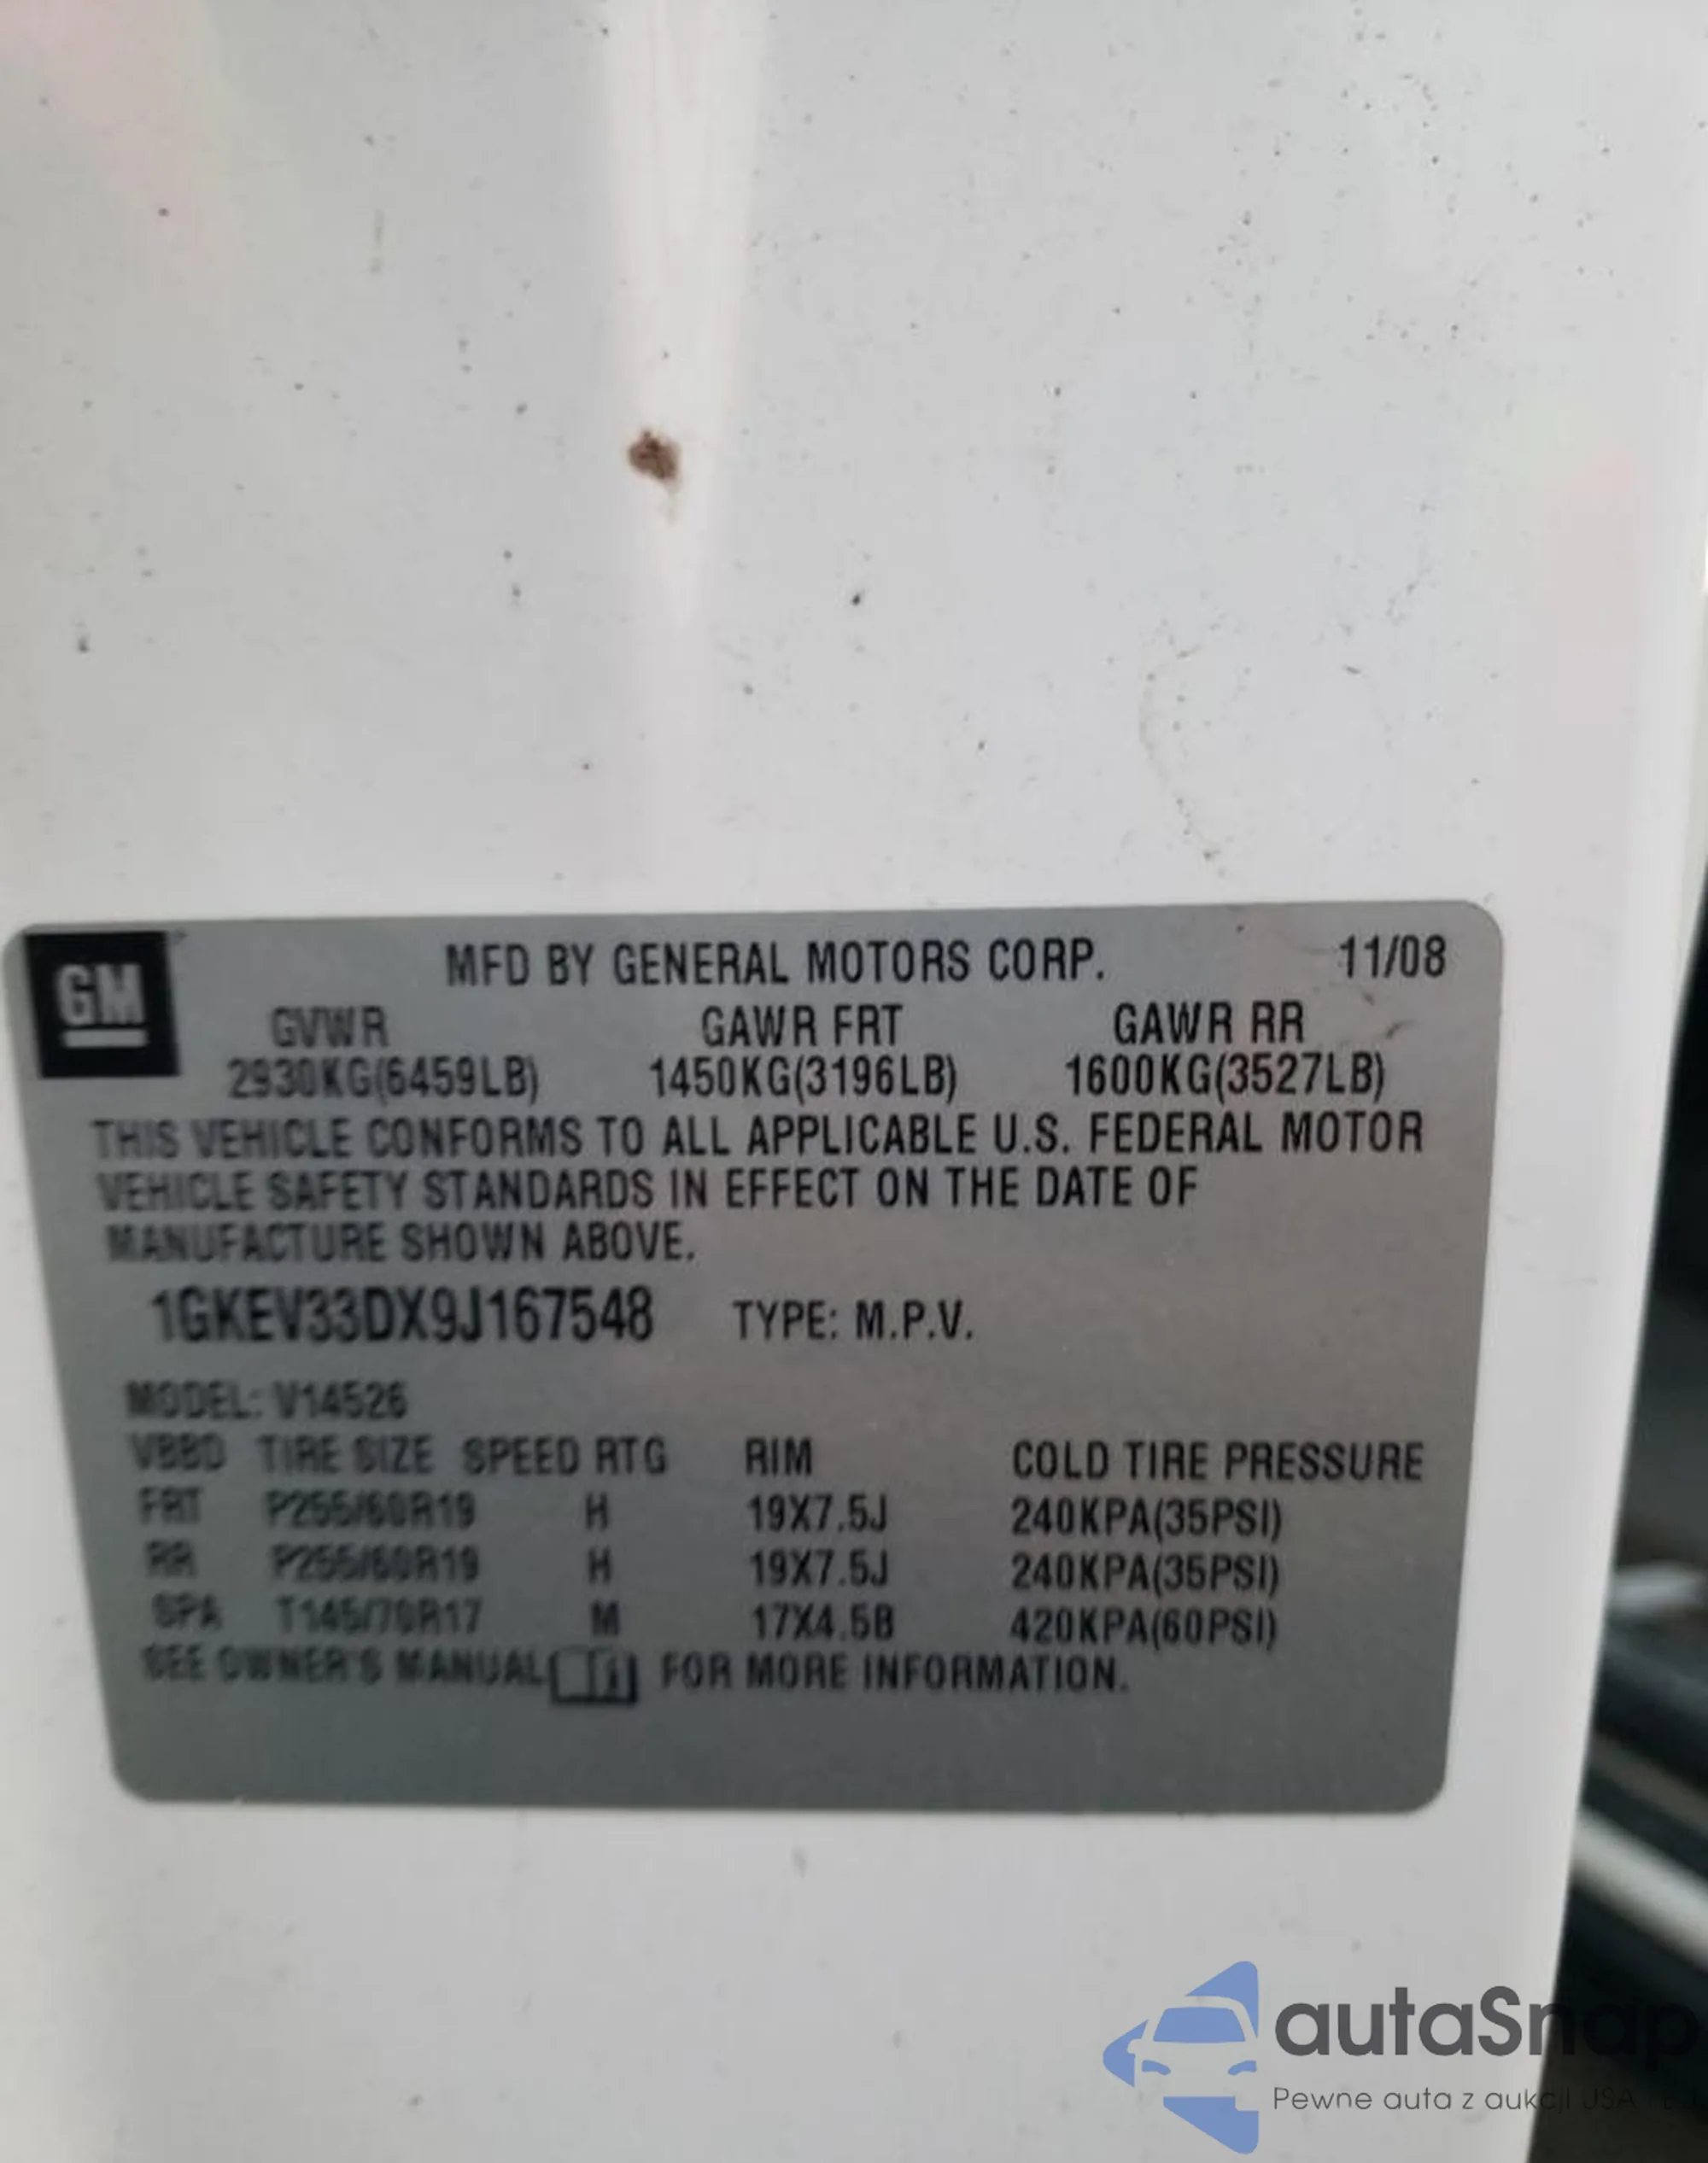 GM
MFD BY GENERAL MOTORS CORP. 11/08
GVWR GAWR FRT GAWR RR
2930KG(6459LB) 1450KG(3196LB) 1600KG(3527LB)
THIS VEHICLE CONFORMS TO ALL APPLICABLE U.S. FEDERAL MOTOR
VEHICLE SAFETY STANDARDS IN EFFECT ON THE DATE OF
MANUFACTURE SHOWN ABOVE.
1GKEV33DX9J167548 TYPE: M.P.V.
MODEL: V14526
VBBD TIRE SIZE SPEED RTG RIM COLD TIRE PRESSURE
FRT P255/60R19 H 19X7.5J 240KPA(35PSI)
RR P255/60R19 H 19X7.5J 240KPA(35PSI)
SPA T145/70R17 M 17X4.5B 420KPA(60PSI)
SEE OWNER'S MANUAL FOR MORE INFORMATION.
autaSnap
Pewne auta z aukcji USA